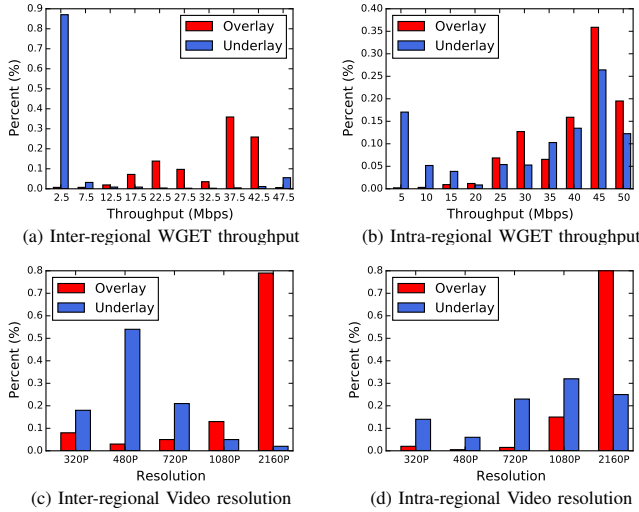 Percent (%)
0.9
0.8
0.7
0.6
0.5
0.4
0.3
0.2
0.1
0.0
Overlay
Underlay
2.5 7.5 12.5 17.5 22.5 27.5 32.5 37.5 42.5 47.5
Throughput (Mbps)
(a) Inter-regional WGET throughput
Percent (%)
0.40
0.35
0.30
0.25
0.20
0.15
0.10
0.05
0.00
Overlay
Underlay
5 10 15 20 25 30 35 40 45 50
Throughput (Mbps)
(b) Intra-regional WGET throughput
Percent (%)
0.8
0.7
0.6
0.5
0.4
0.3
0.2
0.1
0.0
Overlay
Underlay
320P 480P 720P 1080P 2160P
Resolution
(c) Inter-regional Video resolution
Percent (%)
0.8
0.7
0.6
0.5
0.4
0.3
0.2
0.1
0.0
Overlay
Underlay
320P 480P 720P 1080P 2160P
Resolution
(d) Intra-regional Video resolution